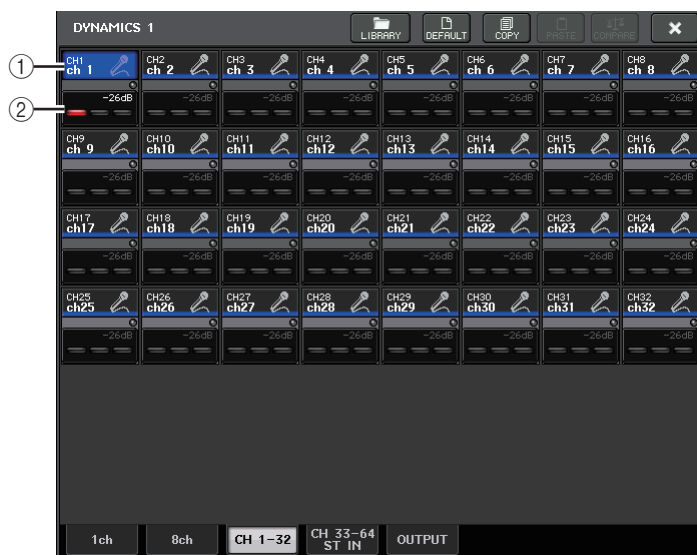 DYNAMICS 1
LIBRARY DEFAULT COPY PASTE COMPARE
① CH1 CH2 CH3 CH4 CH5 CH6 CH7 CH8
ch 1 ch 2 ch 3 ch 4 ch 5 ch 6 ch 7 ch 8
② -26dB -26dB -26dB -26dB -26dB -26dB -26dB -26dB
CH9 CH10 CH11 CH12 CH13 CH14 CH15 CH16
ch 9 ch10 ch11 ch12 ch13 ch14 ch15 ch16
-26dB -26dB -26dB -26dB -26dB -26dB -26dB -26dB
CH17 CH18 CH19 CH20 CH21 CH22 CH23 CH24
ch17 ch18 ch19 ch20 ch21 ch22 ch23 ch24
-26dB -26dB -26dB -26dB -26dB -26dB -26dB -26dB
CH25 CH26 CH27 CH28 CH29 CH30 CH31 CH32
ch25 ch26 ch27 ch28 ch29 ch30 ch31 ch32
-26dB -26dB -26dB -26dB -26dB -26dB -26dB -26dB
1ch 8ch CH 1-32 CH 33-64 ST IN OUTPUT